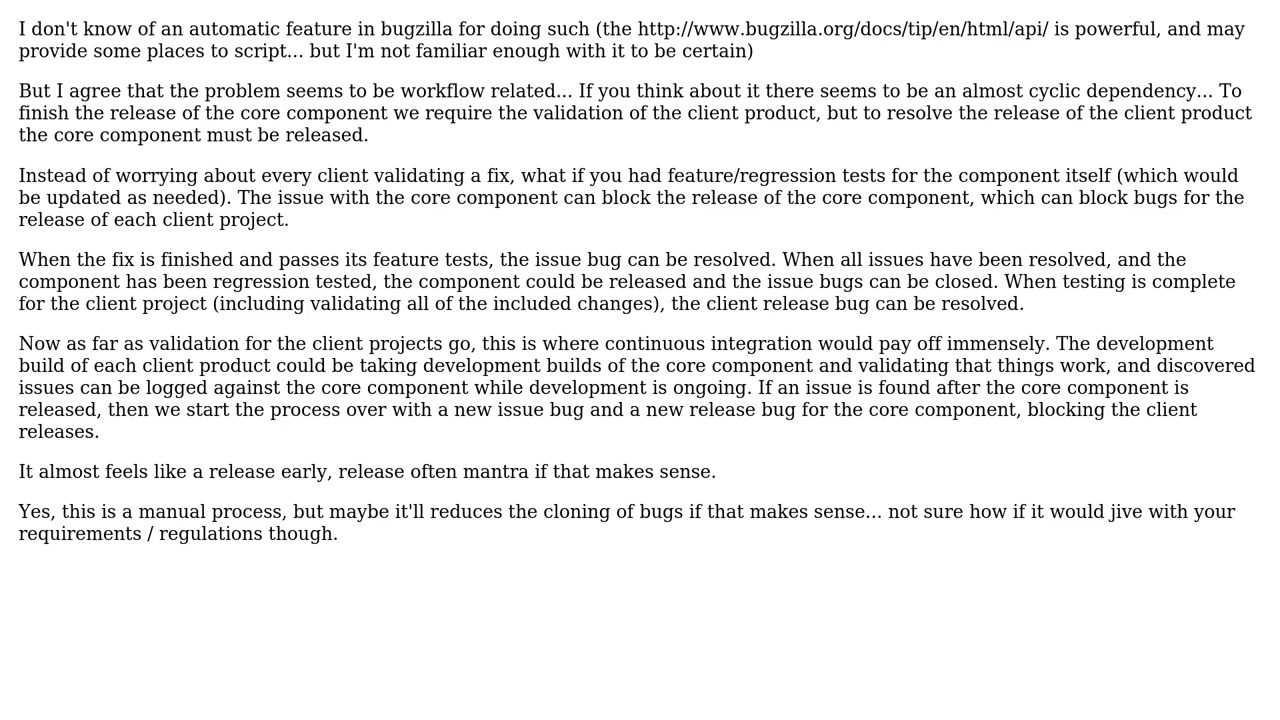 I don't know of an automatic feature in bugzilla for doing such (the http://www.bugzilla.org/docs/tip/en/html/api/ is powerful, and may
provide some places to script... but I'm not familiar enough with it to be certain)
But I agree that the problem seems to be workflow related... If you think about it there seems to be an almost cyclic dependency... To
finish the release of the core component we require the validation of the client product, but to resolve the release of the client product
the core component must be released.
Instead of worrying about every client validating a fix, what if you had feature/regression tests for the component itself (which would
be updated as needed). The issue with the core component can block the release of the core component, which can block bugs for the
release of each client project.
When the fix is finished and passes its feature tests, the issue bug can be resolved. When all issues have been resolved, and the
component has been regression tested, the component could be released and the issue bugs can be closed. When testing is complete
for the client project (including validating all of the included changes), the client release bug can be resolved.
Now as far as validation for the client projects go, this is where continuous integration would pay off immensely. The development
build of each client product could be taking development builds of the core component and validating that things work, and discovered
issues can be logged against the core component while development is ongoing. If an issue is found after the core component is
released, then we start the process over with a new issue bug and a new release bug for the core component, blocking the client
releases.
It almost feels like a release early, release often mantra if that makes sense.
Yes, this is a manual process, but maybe it'll reduces the cloning of bugs if that makes sense... not sure how if it would jive with your
requirements / regulations though.